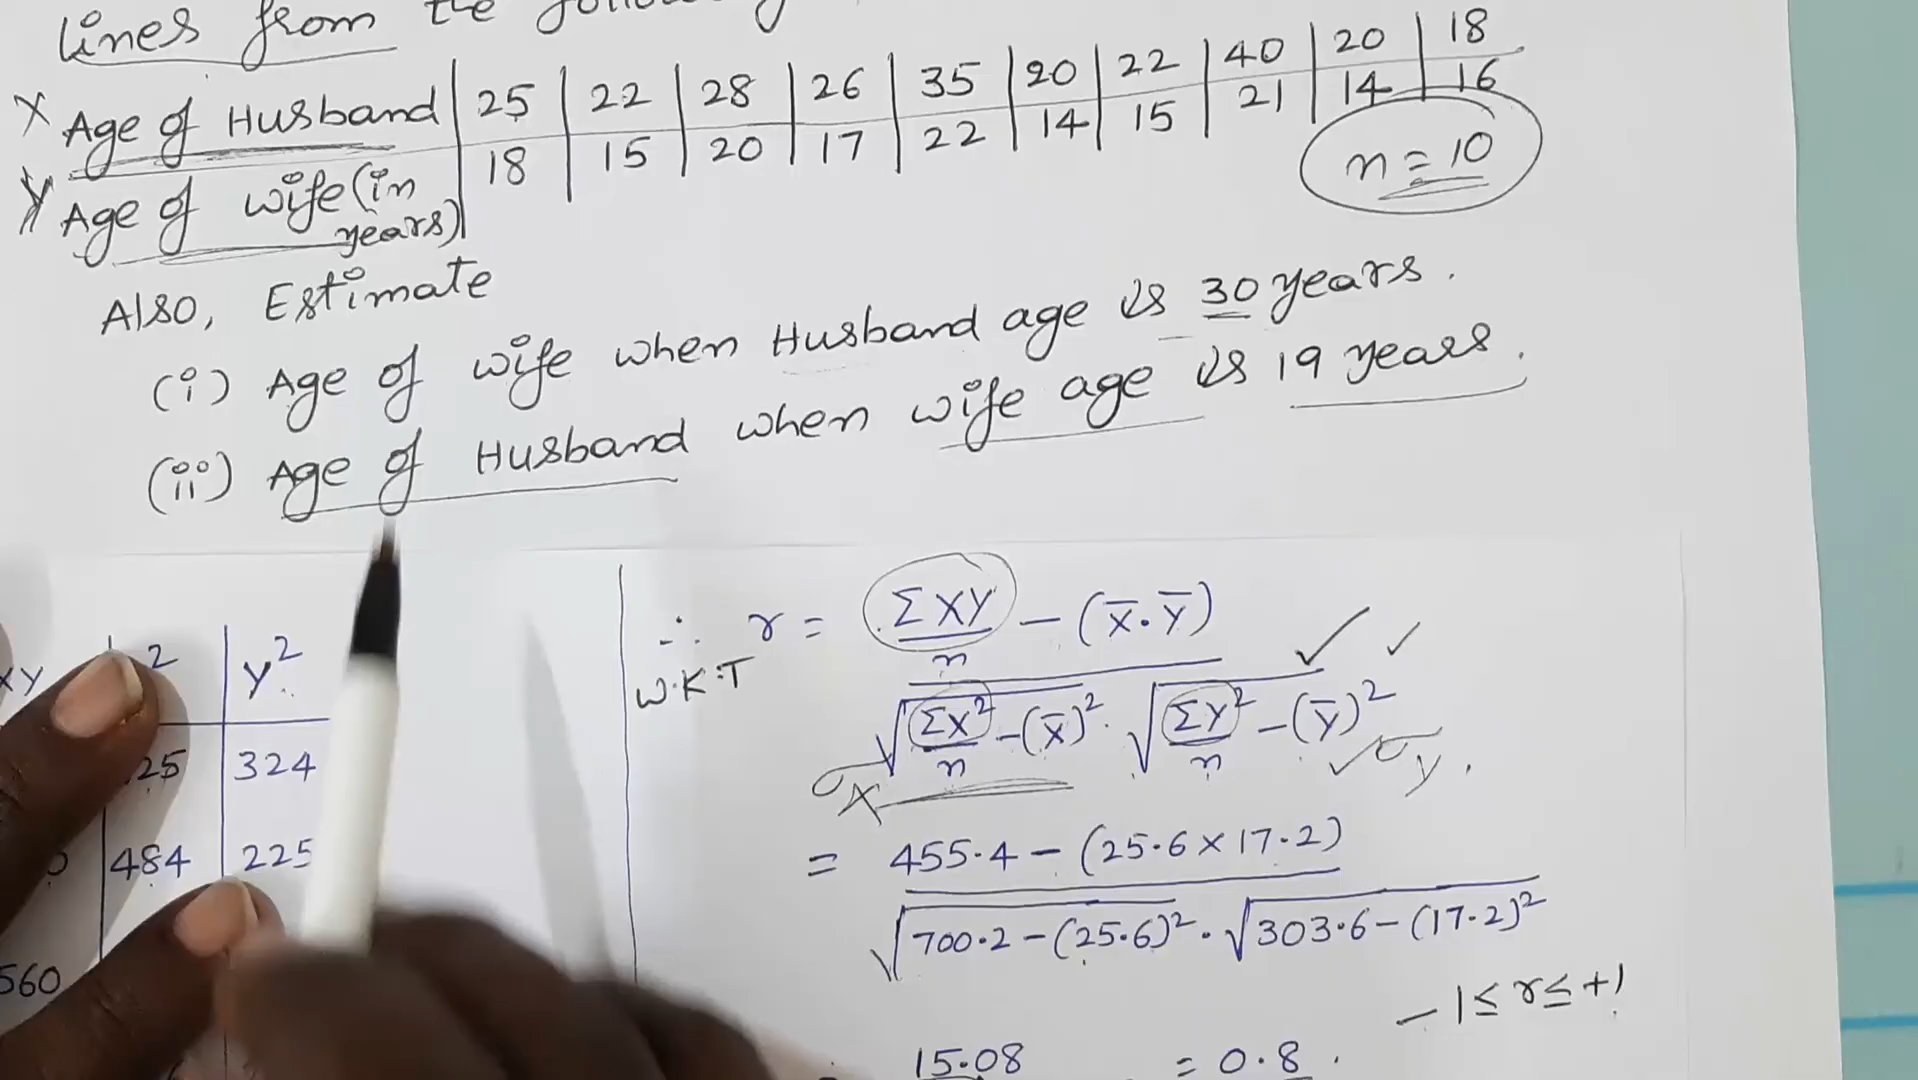 lines from the
X Age of Husband 25 22 28 26 35 20 22 40 20 18
Y Age of wife (in years) 18 15 20 17 22 14 15 21 14 16
n = 10
Also, Estimate
(i) Age of wife when Husband age is 30 years.
(ii) Age of Husband when wife age is 19 years.
XY 2 Y²
25 324
484 225
560
∴ W.K.T r = ΣXY/n - (X̄.Ȳ)
√ΣX²/n - (X̄)² . √ΣY²/n - (Ȳ)²
σX σY
= 455.4 - (25.6 × 17.2)
√700.2 - (25.6)² . √303.6 - (17.2)²
-1 ≤ r ≤ +1
15.08 = 0.8 .